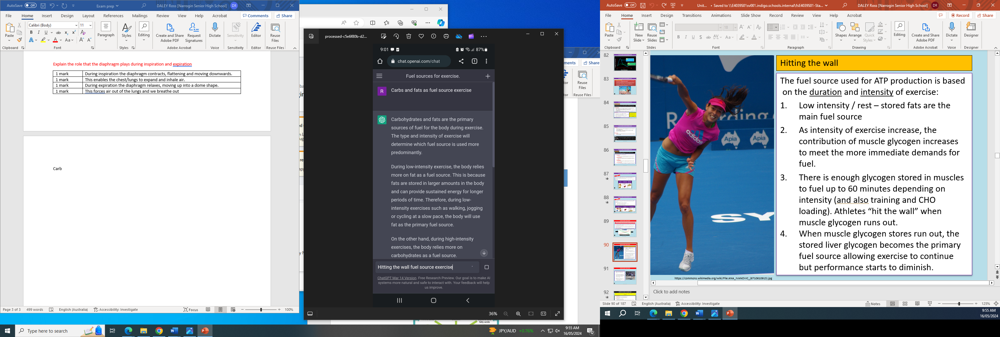 AutoSave Off
Exam prep
DALEY Ross [Narrogin Senior High School] DR
File Home Insert Design Layout References Mailings Review View Help Acrobat Comments Share
Calibri (Body) 11
Paste
Paragraph Styles Editing
Create and Share Adobe PDF
Request Signatures
Dictate Sensitivity Editor
Reuse Files
Clipboard Font Styles Adobe Acrobat Voice Sensitivity Editor Reuse Files
Explain the role that the diaphragm plays during inspiration and expiration
1 mark During inspiration the diaphragm contracts, flattening and moving downwards.
1 mark This enables the chest/lungs to expand and inhale air.
1 mark During expiration the diaphragm relaxes, moving up into a dome shape.
1 mark This forces air out of the lungs and we breathe out
Carb
Page 3 of 3 499 words English (Australia) Accessibility: Investigate Focus 100%
Type here to search
processed-c5e6f80b-d2...
9:01 87%
chat.openai.com/chat
Fuel sources for exercise.
R Carbs and fats as fuel source exercise
Carbohydrates and fats are the primary
sources of fuel for the body during exercise.
The type and intensity of exercise will
determine which fuel source is used more
predominantly.
During low-intensity exercise, the body relies
more on fat as a fuel source. This is because
fats are stored in larger amounts in the body
and can provide sustained energy for longer
periods of time. Therefore, during low-
intensity exercises such as walking, jogging
or cycling at a slow pace, the body will use
fat as the primary fuel source.
On the other hand, during high-intensity
exercises, the body relies more on
carbohydrates as a fuel source.
Hitting the wall fuel source exercise
ChatGPT Mar 14 Version. Free Research Preview. Our goal is to make AI
systems more natural and safe to interact with. Your feedback will help
us improve.
36%
Share
Reuse Files
Reuse Files
fatty acids
JPY/AUD +0.76%
9:55 AM
16/05/2024
12
AutoSave Off
Unit... • Saved to \\E4039S01sv001.indigo.schools.internal\fsE4039S01-Sta...
DALEY Ross [Narrogin Senior High School] DR
File Home Insert Design Transitions Animations Slide Show Record Review View Help Acrobat Record Share
Paste
New Slide
Reuse Slides
18
Shapes Arrange Quick Styles
Editing
Create and Share Adobe PDF
Dictate Designer
Clipboard Slides Font Paragraph Drawing Adobe Acrobat Voice Designer
82
83
84
85
86
87
88
89
90
91
92
Hitting the wall
The fuel source used for ATP production is based
on the duration and intensity of exercise:
1. Low intensity / rest – stored fats are the
main fuel source
2. As intensity of exercise increase, the
contribution of muscle glycogen increases
to meet the more immediate demands for
fuel.
3. There is enough glycogen stored in muscles
to fuel up to 60 minutes depending on
intensity (and also training and CHO
loading). Athletes “hit the wall” when
muscle glycogen runs out.
4. When muscle glycogen stores run out, the
stored liver glycogen becomes the primary
fuel source allowing exercise to continue
but performance starts to diminish.
adidas
Apia
Apia
SY
https://commons.wikimedia.org/wiki/File:ANA_IVANOVIC_(6710610913).jpg
Click to add notes
Slide 90 of 187 English (Australia) Accessibility: Investigate Notes 125%
9:55 AM
16/05/2024